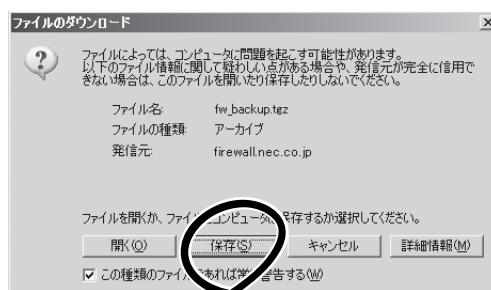 ファイルのダウンロード
ファイルによっては、コンピュータに問題を起こす可能性があります。
以下のファイル情報に関して疑わしい点がある場合や、発信元が完全に信用で
きない場合は、このファイルを開いたり保存したりしないでください。
ファイル名: fw_backup.tgz
ファイルの種類: アーカイブ
発信元: firewall.nec.co.jp
ファイルを開くか、ファイ コンピュータに保存するか選択してください。
開く(O) 保存(S) キャンセル 詳細情報(M)
この種類のファイル であれば常に警告する(W)